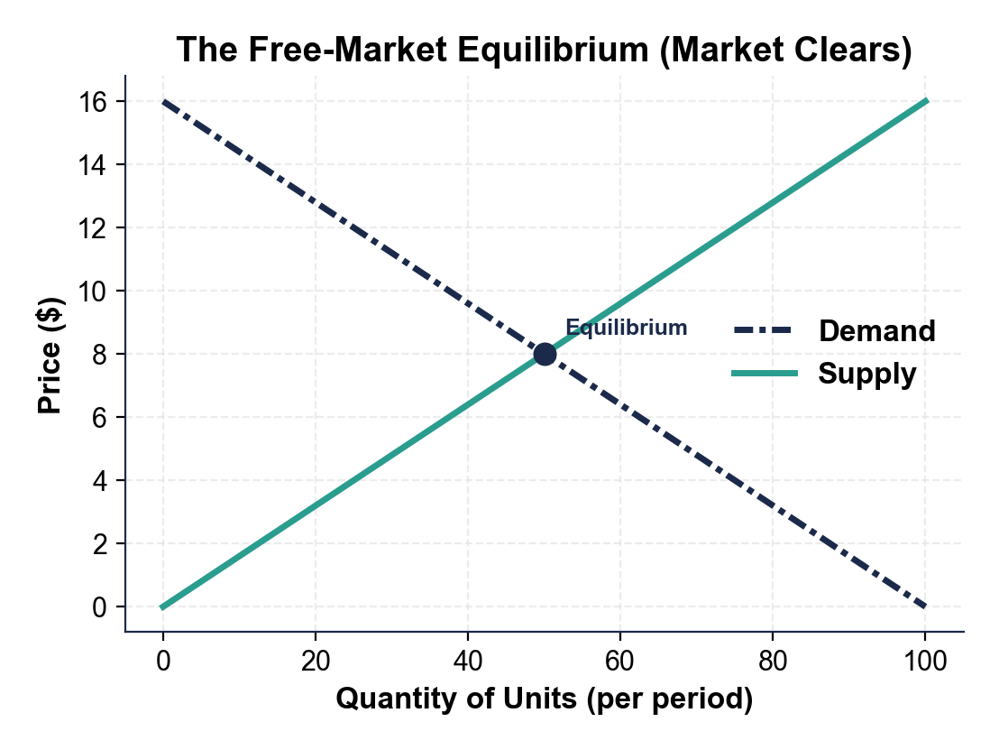 The Free-Market Equilibrium (Market Clears)
16
14
12
10
8
6
4
2
0
Price ($)
Equilibrium
Demand
Supply
0 20 40 60 80 100
Quantity of Units (per period)